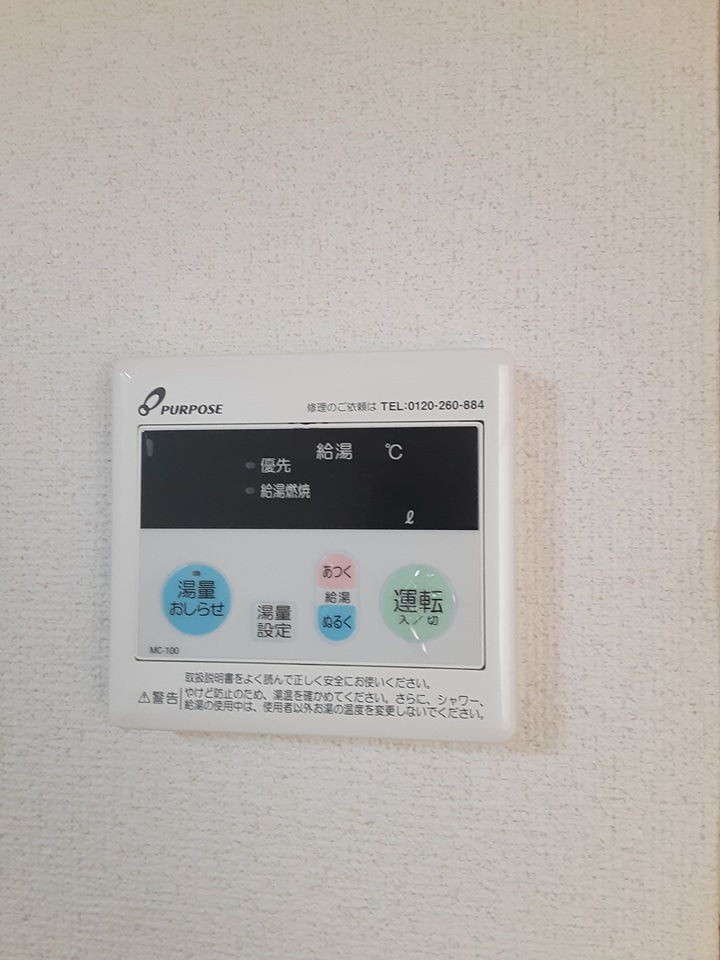 PURPOSE
修理のご依頼は TEL:0120-260-884
給湯 ℃
優先
給湯燃焼
ℓ
湯量
おしらせ
湯量
設定
あつく
給湯
ぬるく
運転
入/切
MC-100
取扱説明書をよく読んで正しく安全にお使いください。
⚠警告 やけど防止のため、湯温を確かめてください。さらに、シャワー、
給湯の使用中は、使用者以外お湯の温度を変更しないでください。